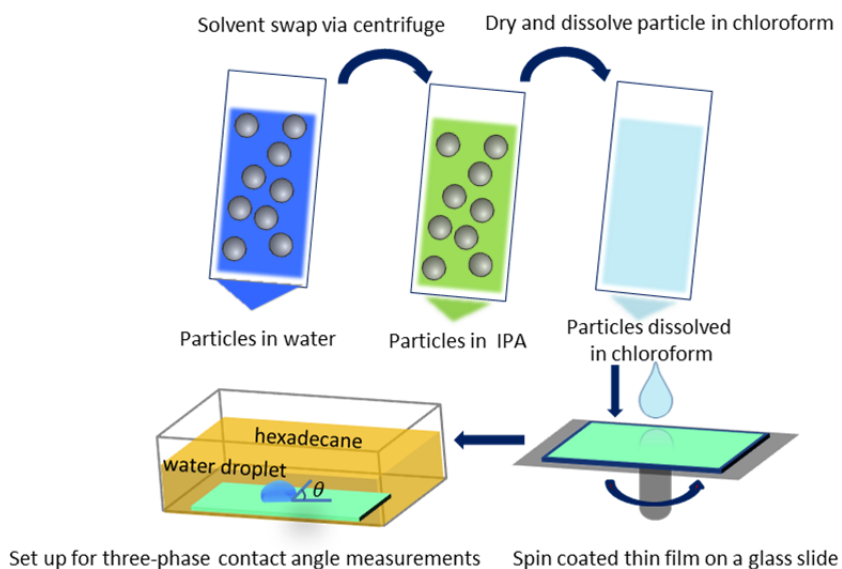 Solvent swap via centrifuge
Dry and dissolve particle in chloroform
Particles in water
Particles in IPA
Particles dissolved
in chloroform
hexadecane
water droplet
θ
Set up for three-phase contact angle measurements
Spin coated thin film on a glass slide